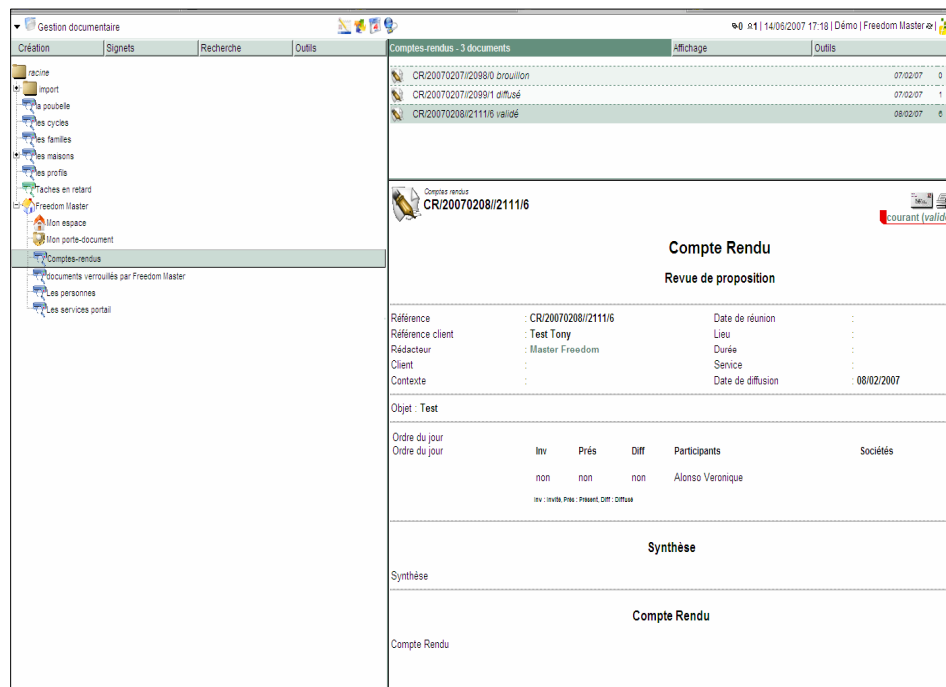 Gestion documentaire
0 1 | 14/06/2007 17:18 | Démo | Freedom Master |
Création Signets Recherche Outils
racine
import
la poubelle
les cycles
les familles
les maisons
les profils
Taches en retard
Freedom Master
Mon espace
Mon porte-document
Comptes-rendus
documents verrouillés par Freedom Master
Les personnes
Les services portail
Comptes-rendus - 3 documents Affichage Outils
CR/20070207//2098/0 brouillon 07/02/07 0
CR/20070207//2099/1 diffusé 07/02/07 1
CR/20070208//2111/6 validé 08/02/07 6
Comptes rendus
CR/20070208//2111/6
courant (validé
Compte Rendu
Revue de proposition
Référence : CR/20070208//2111/6 Date de réunion :
Référence client : Test Tony Lieu :
Rédacteur : Master Freedom Durée :
Client : Service :
Contexte : Date de diffusion : 08/02/2007
Objet : Test
Ordre du jour
Ordre du jour Inv Prés Diff Participants Sociétés
non non non Alonso Veronique
Inv : Invité, Prés : Présent, Diff : Diffusé
Synthèse
Synthèse
Compte Rendu
Compte Rendu